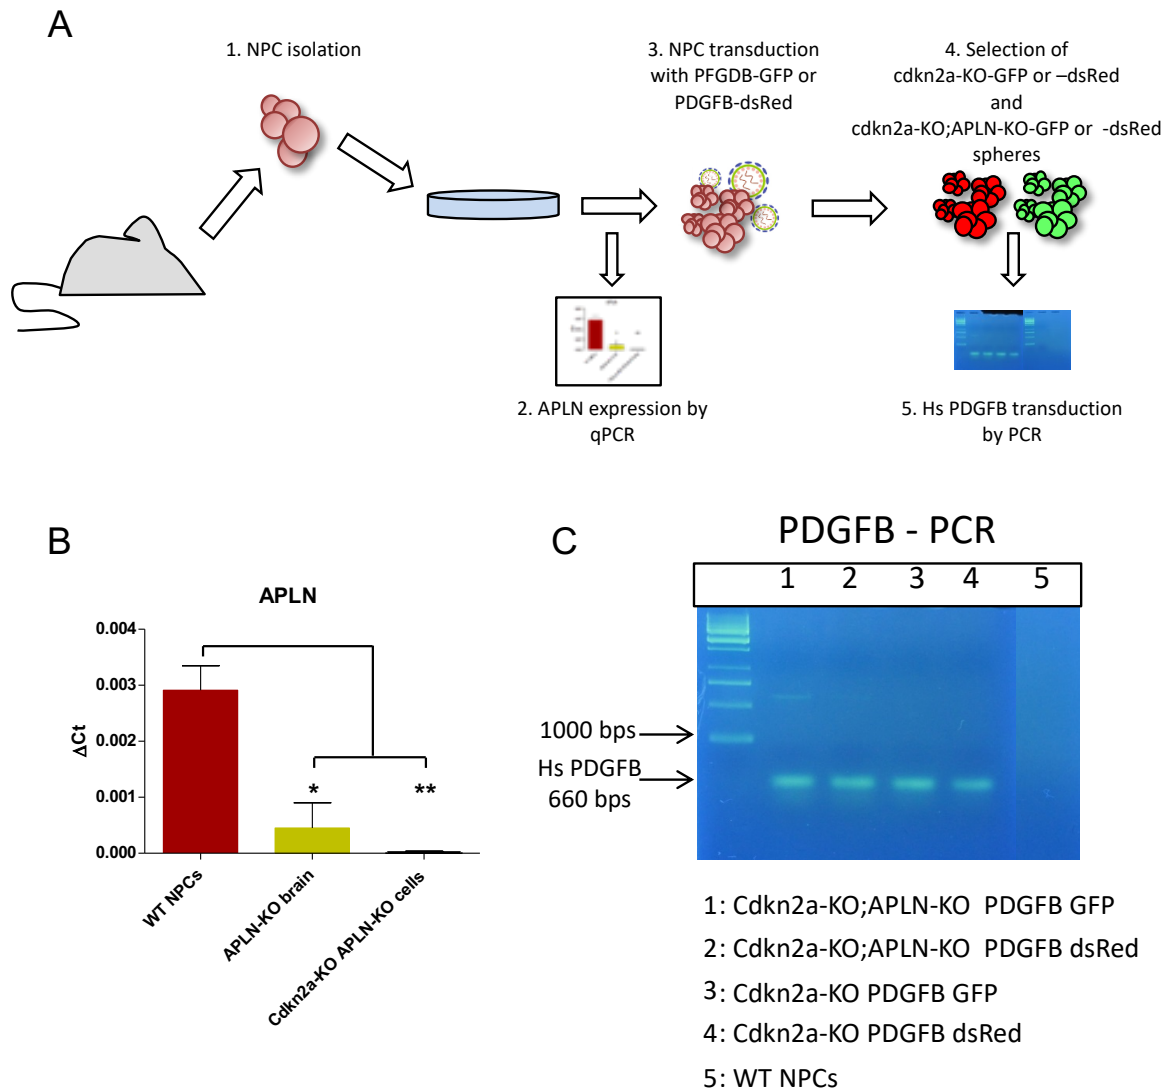 A
1. NPC isolation
3. NPC transduction
with PFGDB-GFP or
PDGFB-dsRed
4. Selection of
cdkn2a-KO-GFP or –dsRed
and
cdkn2a-KO;APLN-KO-GFP or -dsRed
spheres
2. APLN expression by
qPCR
5. Hs PDGFB transduction
by PCR
B
APLN
0.004
0.003
0.002
0.001
0.000
ΔCt
*
**
WT NPCs
APLN-KO brain
Cdkn2a-KO APLN-KO cells
C
PDGFB - PCR
1 2 3 4 5
1000 bps
Hs PDGFB
660 bps
1: Cdkn2a-KO;APLN-KO PDGFB GFP
2: Cdkn2a-KO;APLN-KO PDGFB dsRed
3: Cdkn2a-KO PDGFB GFP
4: Cdkn2a-KO PDGFB dsRed
5: WT NPCs